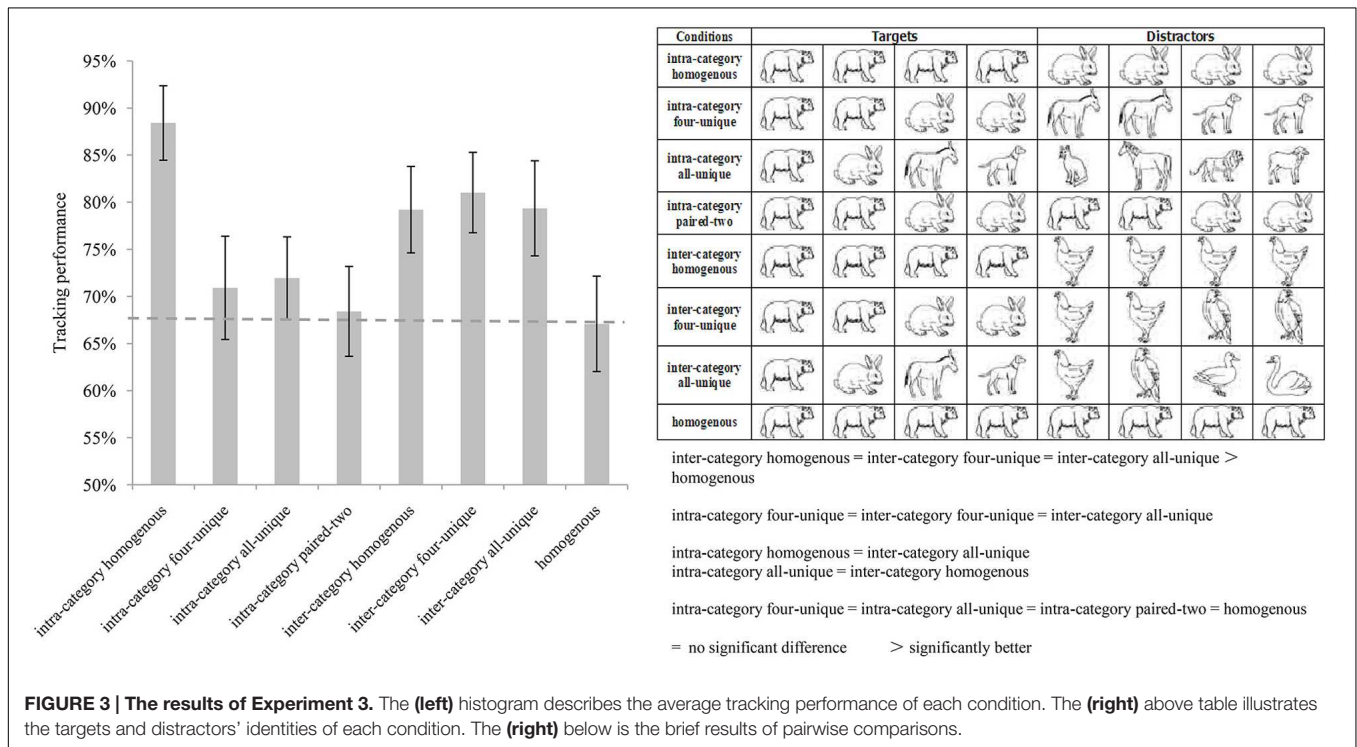 95%
90%
85%
80%
75%
70%
65%
60%
55%
50%
Tracking performance
intra-category homogenous
intra-category four-unique
intra-category all-unique
intra-category paired-two
inter-category homogenous
inter-category four-unique
inter-category all-unique
homogenous
Conditions Targets Distractors
intra-category
homogenous
intra-category
four-unique
intra-category
all-unique
intra-category
paired-two
inter-category
homogenous
inter-category
four-unique
inter-category
all-unique
homogenous
inter-category homogenous = inter-category four-unique = inter-category all-unique >
homogenous
intra-category four-unique = inter-category four-unique = inter-category all-unique
intra-category homogenous = inter-category all-unique
intra-category all-unique = inter-category homogenous
intra-category four-unique = intra-category all-unique = intra-category paired-two = homogenous
= no significant difference > significantly better
FIGURE 3 | The results of Experiment 3. The (left) histogram describes the average tracking performance of each condition. The (right) above table illustrates
the targets and distractors' identities of each condition. The (right) below is the brief results of pairwise comparisons.